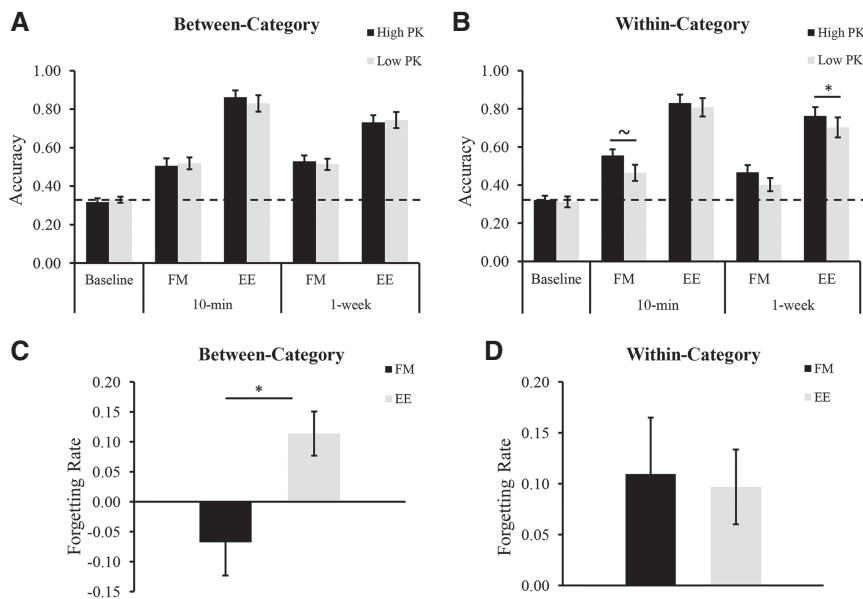 A
Between-Category
High PK
Low PK
Accuracy
1.00
0.80
0.60
0.40
0.20
0.00
Baseline FM EE FM EE
10-min 1-week
B
Within-Category
High PK
Low PK
Accuracy
1.00
0.80
0.60
0.40
0.20
0.00
~
*
Baseline FM EE FM EE
10-min 1-week
C
Between-Category
FM
EE
Forgetting Rate
0.20
0.15
0.10
0.05
0.00
-0.05
-0.10
-0.15
*
D
Within-Category
FM
EE
Forgetting Rate
0.20
0.15
0.10
0.05
0.00